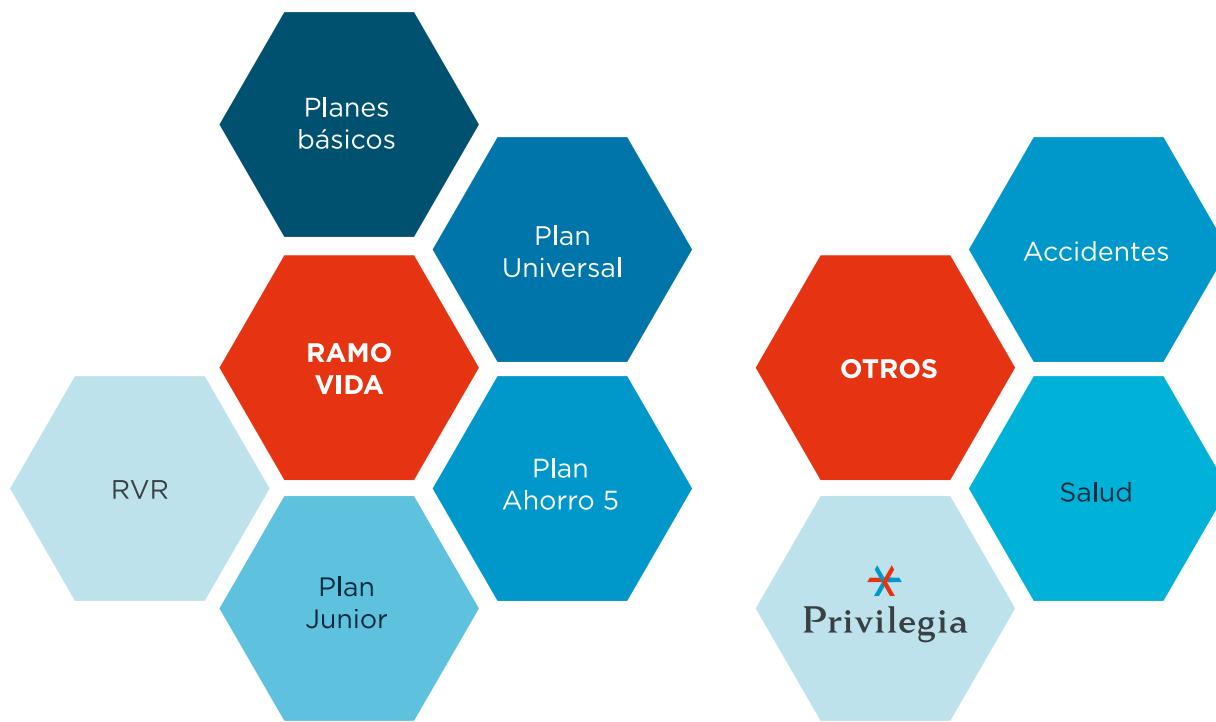 Planes
básicos
Plan
Universal
RAMO
VIDA
Plan
Ahorro 5
Plan
Junior
RVR
Accidentes
OTROS
Salud
Privilegia